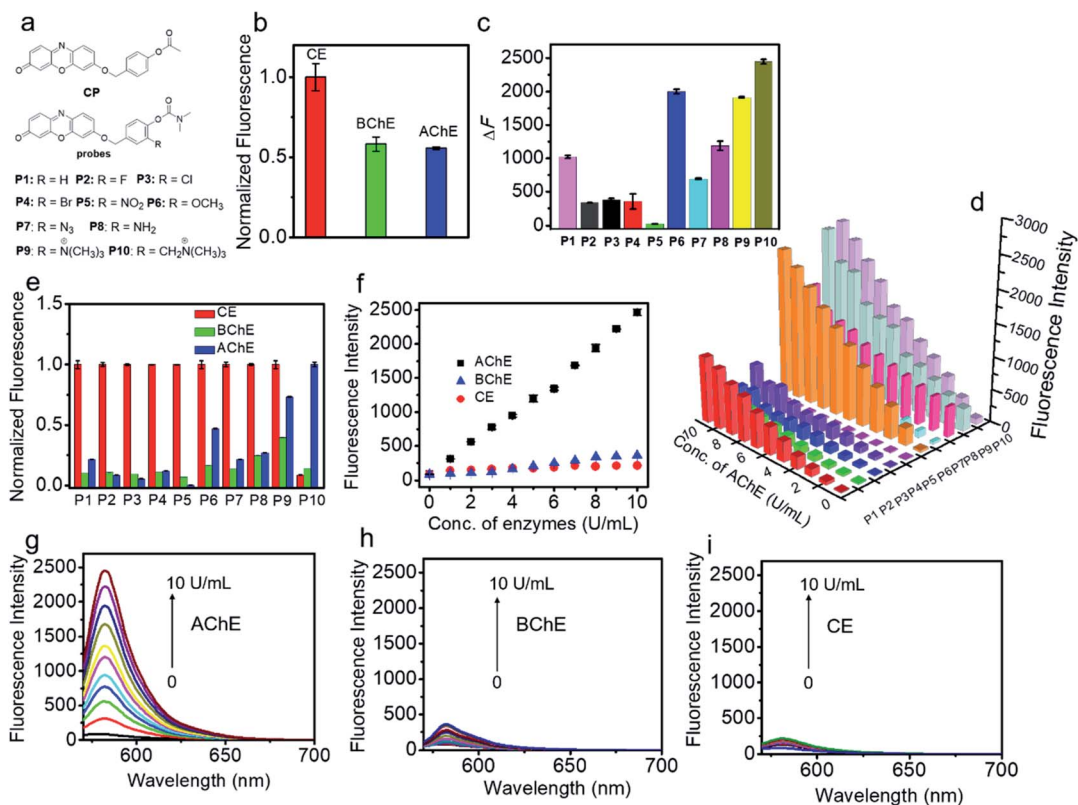 a
N
O
O
O
O
O
CP
N
O
O
O
O
O
N
R
probes
P1: R = H P2: R = F P3: R = Cl
P4: R = Br P5: R = NO2 P6: R = OCH3
P7: R = N3 P8: R = NH2
P9: R = N(CH3)3 P10: R = CH2N(CH3)3
⊕ ⊕
b
Normalized Fluorescence
1.0
0.5
0.0
CE
BChE
AChE
c
ΔF
2500
2000
1500
1000
500
0
P1 P2 P3 P4 P5 P6 P7 P8 P9 P10
d
Fluorescence Intensity
3000
2500
2000
1500
1000
500
0
Conc. of AChE (U/mL)
10
8
6
4
2
0
P1 P2 P3 P4 P5 P6 P7 P8 P9 P10
e
Normalized Fluorescence
1.5
1.0
0.5
0.0
CE
BChE
AChE
P1 P2 P3 P4 P5 P6 P7 P8 P9 P10
f
Fluorescence Intensity
2500
2000
1500
1000
500
0
AChE
BChE
CE
0 2 4 6 8 10
Conc. of enzymes (U/mL)
g
Fluorescence Intensity
2500
2000
1500
1000
500
0
10 U/mL
AChE
0
600 650 700
Wavelength (nm)
h
Fluorescence Intensity
2500
2000
1500
1000
500
0
10 U/mL
BChE
0
600 650 700
Wavelength (nm)
i
Fluorescence Intensity
2500
2000
1500
1000
500
0
10 U/mL
CE
0
600 650 700
Wavelength (nm)